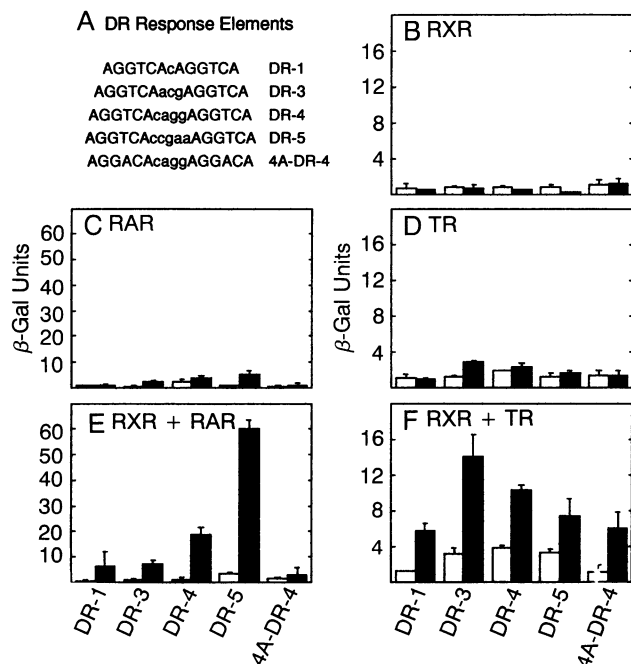 A DR Response Elements
AGGTCAcAGGTCA DR-1
AGGTCAacgAGGTCA DR-3
AGGTCAcaggAGGTCA DR-4
AGGTCAccgaaAGGTCA DR-5
AGGACAcaggAGGACA 4A-DR-4
B RXR
16
12
8
4
C RAR
60
50
40
30
20
10
β-Gal Units
D TR
16
12
8
4
β-Gal Units
E RXR + RAR
60
50
40
30
20
10
DR-1
DR-3
DR-4
DR-5
4A-DR-4
F RXR + TR
16
12
8
4
DR-1
DR-3
DR-4
DR-5
4A-DR-4